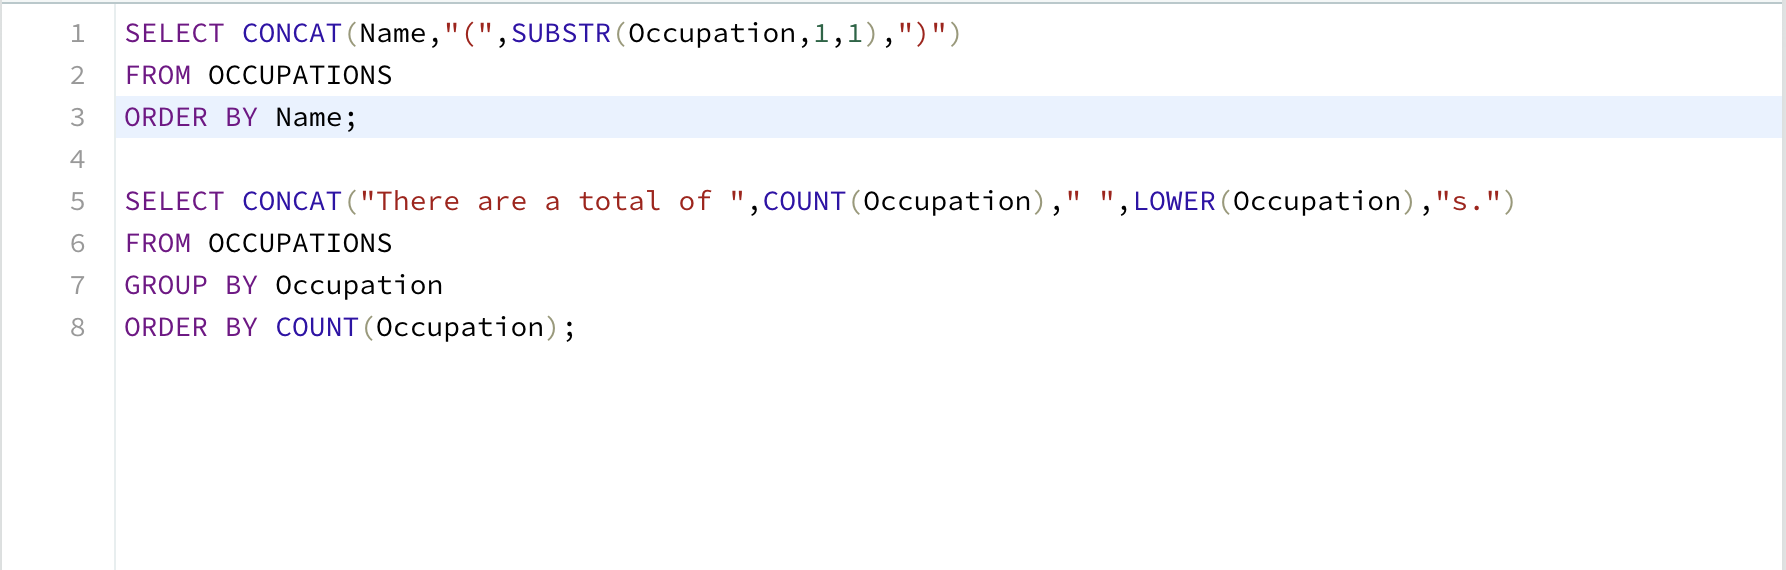 1 SELECT CONCAT(Name,"(",SUBSTR(Occupation,1,1),")")
2 FROM OCCUPATIONS
3 ORDER BY Name;
4
5 SELECT CONCAT("There are a total of ",COUNT(Occupation)," ",LOWER(Occupation),"s.")
6 FROM OCCUPATIONS
7 GROUP BY Occupation
8 ORDER BY COUNT(Occupation);